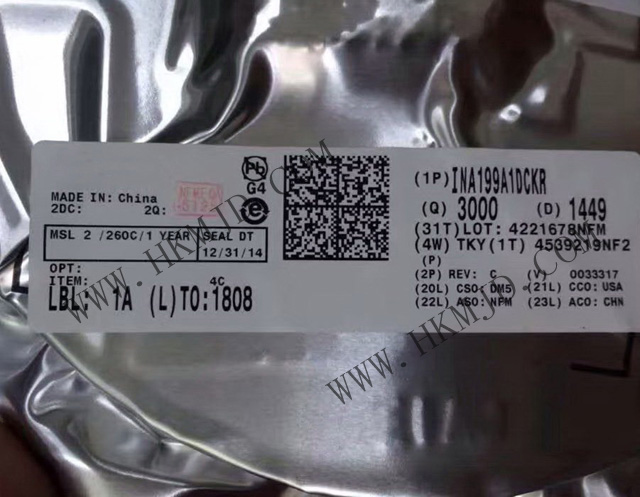 Pb
G4
e
MADE IN: China
2DC: 2Q:
MSL 2 /260C/1 YEAR SEAL DT
12/31/14
OPT:
ITEM: 4C
LBL: 1A (L)TO:1808
(1P)INA199A1DCKR
(Q) 3000 (D) 1449
(31T)LOT: 4221678NFM
(4W) TKY(1T) 4539219NF2
(P)
(2P) REV: C (V) 0033317
(20L) CSO: DM5 (21L) CCO: USA
(22L) ASO: NFM (23L) ACO: CHN
WWW.HKMJD.COM
WWW.HKMJD.COM